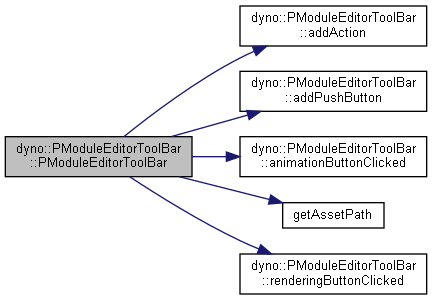 dyno::PModuleEditorToolBar
::addAction
dyno::PModuleEditorToolBar
::addPushButton
dyno::PModuleEditorToolBar
::PModuleEditorToolBar
dyno::PModuleEditorToolBar
::animationButtonClicked
getAssetPath
dyno::PModuleEditorToolBar
::renderingButtonClicked